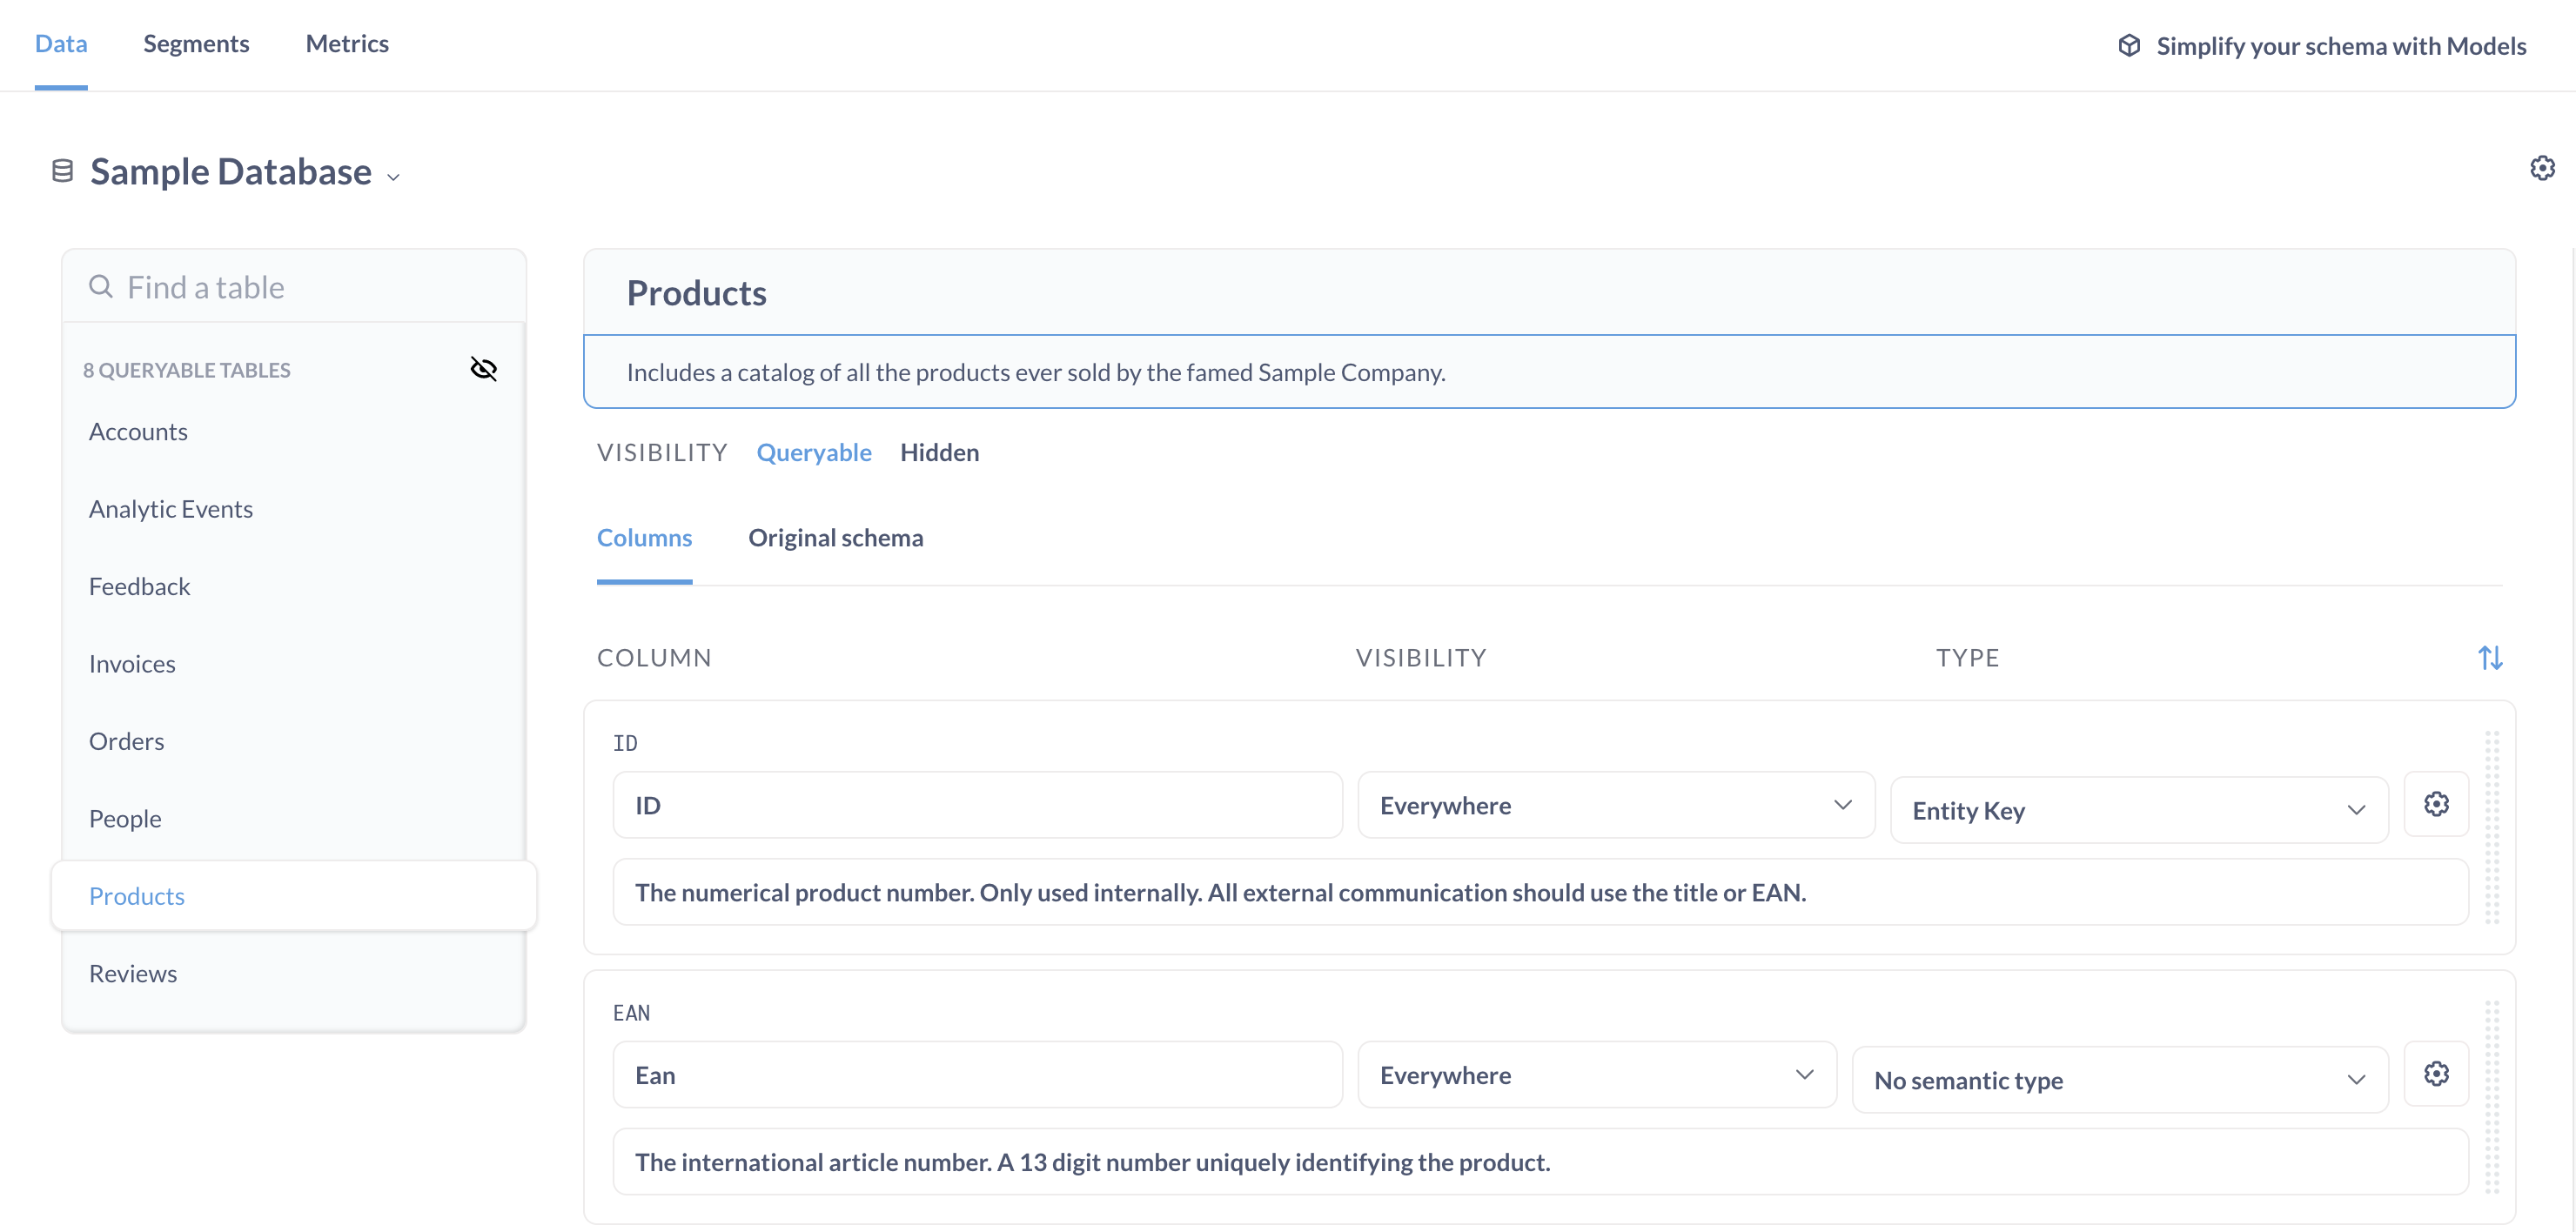 Data Segments Metrics Simplify your schema with Models
Sample Database
Find a table
8 QUERYABLE TABLES
Accounts
Analytic Events
Feedback
Invoices
Orders
People
Products
Reviews
Products
Includes a catalog of all the products ever sold by the famed Sample Company.
VISIBILITY Queryable Hidden
Columns Original schema
COLUMN VISIBILITY TYPE
ID
ID Everywhere Entity Key
The numerical product number. Only used internally. All external communication should use the title or EAN.
EAN
Ean Everywhere No semantic type
The international article number. A 13 digit number uniquely identifying the product.